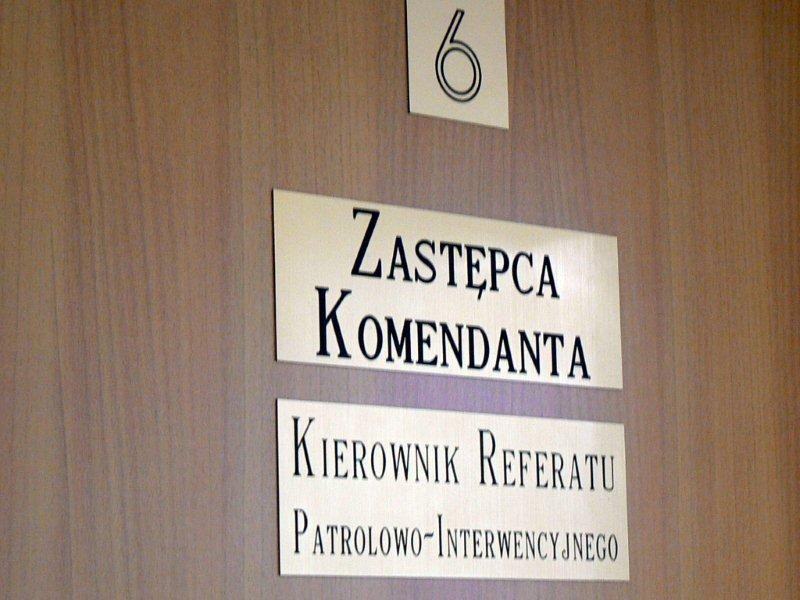 6
Zastępca
Komendanta
Kierownik Referatu
Patrolowo-Interwencyjnego